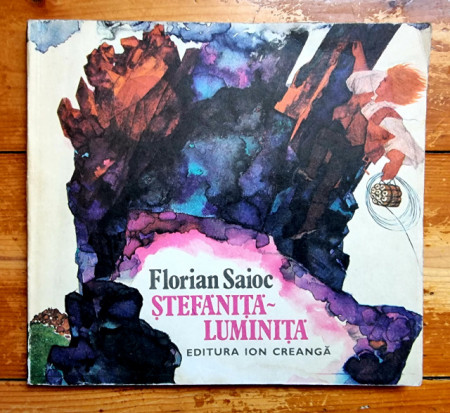 Florian Saioc
ȘTEFĂNIȚĂ~
LUMINIȚĂ
EDITURA ION CREANGĂ